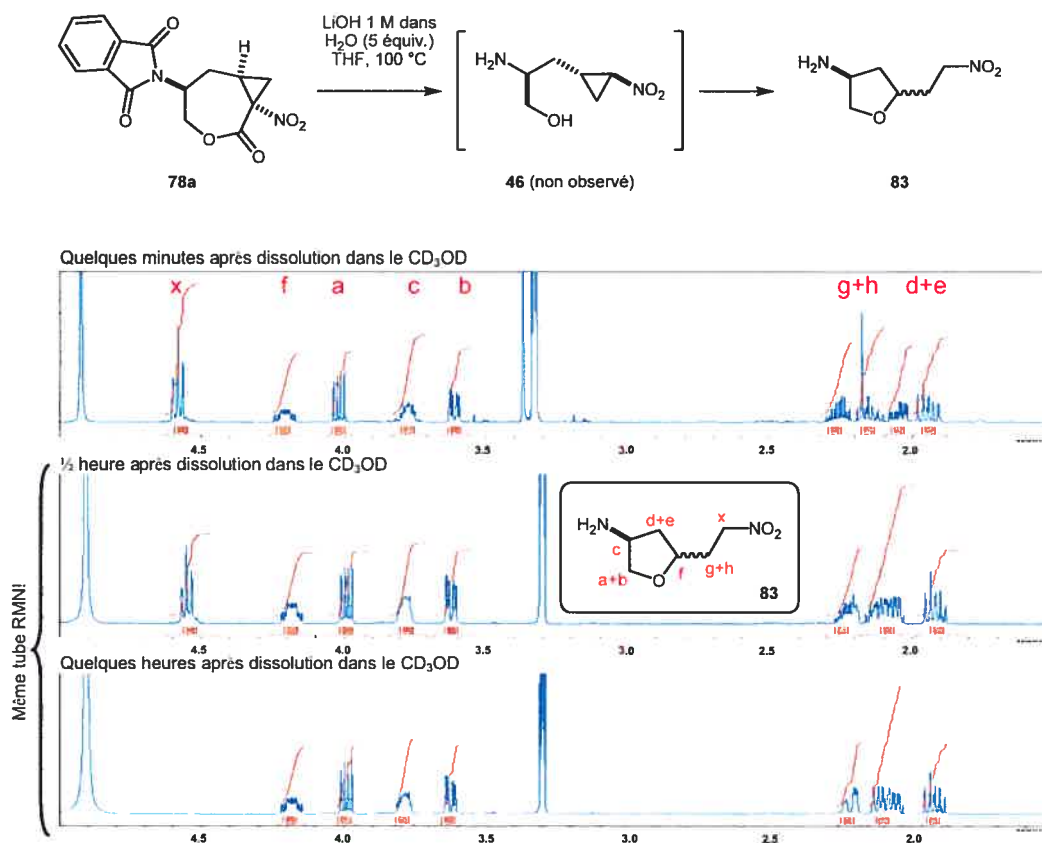 LiOH 1 M dans
H₂O (5 équiv.)
THF, 100 °C
O
N
O
H
NO₂
O
O
78a
H₂N
NO₂
OH
46 (non observé)
H₂N
O
NO₂
83
Quelques minutes après dissolution dans le CD₃OD
x f a c b g+h d+e
4.5 4.0 3.5 3.0 2.5 2.0
½ heure après dissolution dans le CD₃OD
H₂N
d+e
x
NO₂
c
a+b
O
f
g+h
83
4.5 4.0 3.5 3.0 2.5 2.0
Quelques heures après dissolution dans le CD₃OD
4.5 4.0 3.5 3.0 2.5 2.0
Même tube RMN!